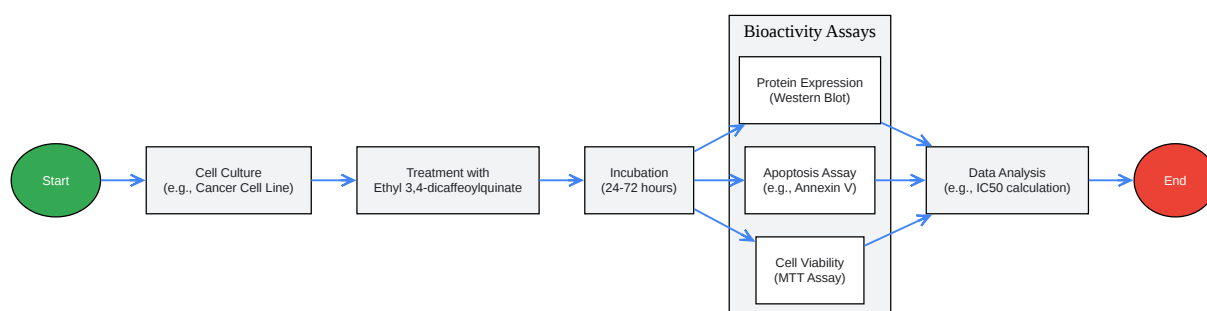 Start
Cell Culture
(e.g., Cancer Cell Line)
Treatment with
Ethyl 3,4-dicaffeoylquinate
Incubation
(24-72 hours)
Bioactivity Assays
Protein Expression
(Western Blot)
Apoptosis Assay
(e.g., Annexin V)
Cell Viability
(MTT Assay)
Data Analysis
(e.g., IC50 calculation)
End